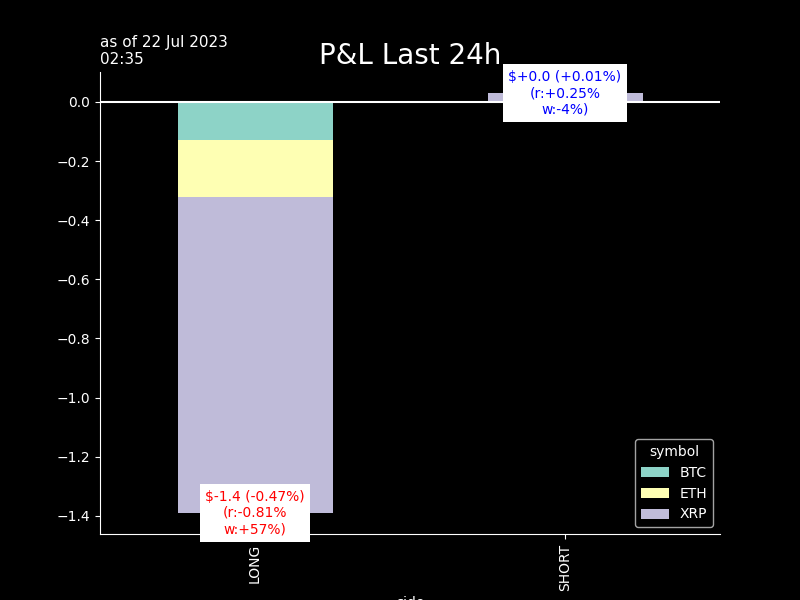 as of 22 Jul 2023
02:35
P&L Last 24h
$+0.0 (+0.01%)
(r:+0.25%
w:-4%)
0.0
−0.2
−0.4
−0.6
−0.8
−1.0
−1.2
−1.4
$-1.4 (-0.47%)
(r:-0.81%
w:+57%)
symbol
BTC
ETH
XRP
LONG
SHORT
side